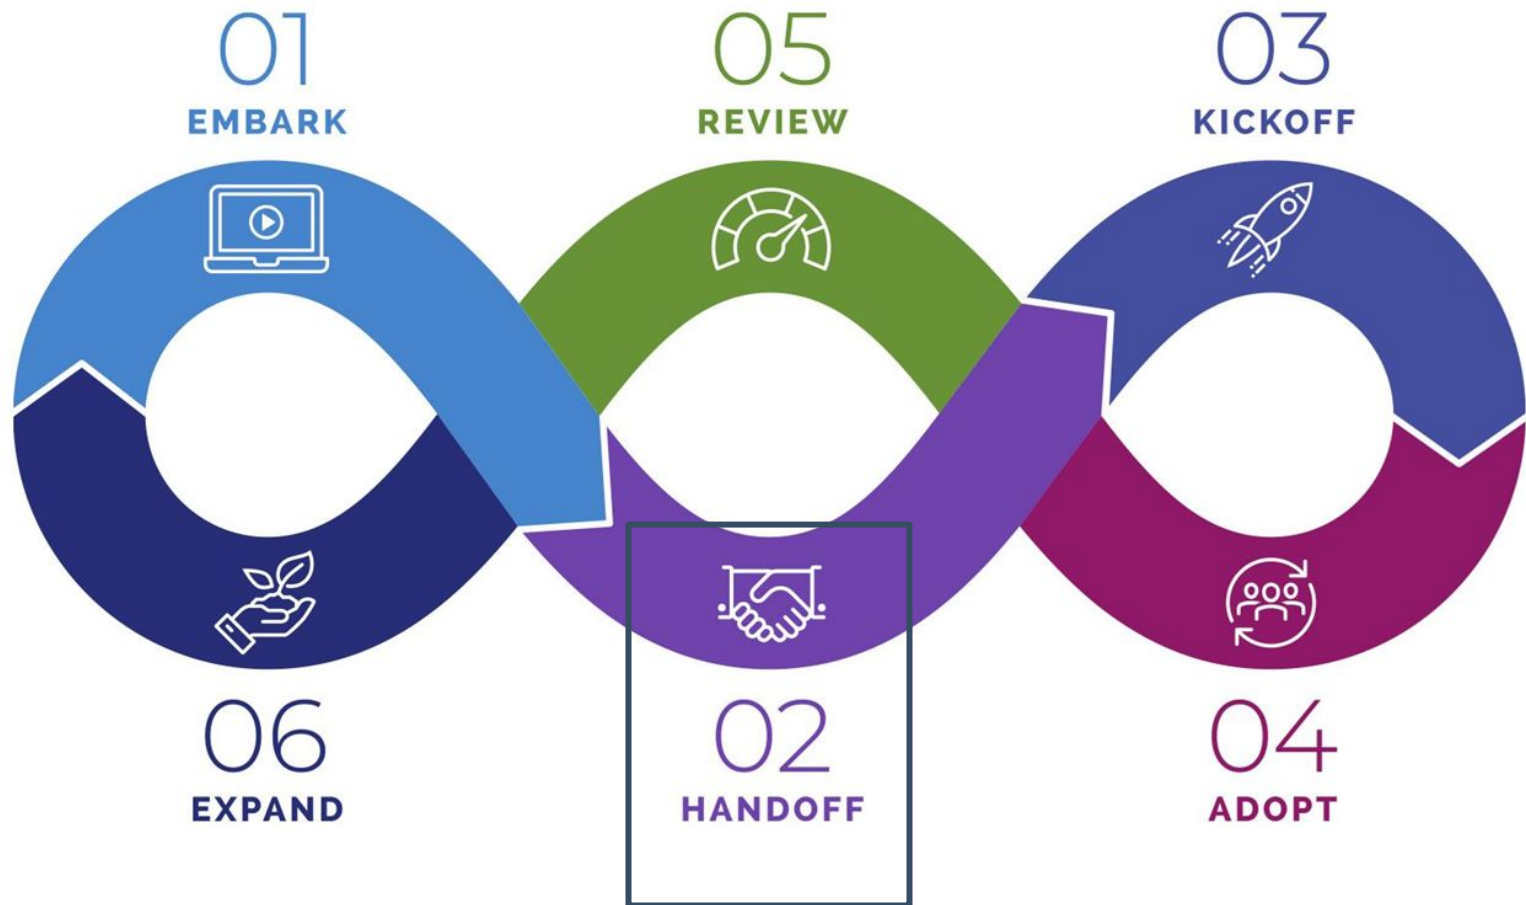 01
EMBARK
05
REVIEW
03
KICKOFF
06
EXPAND
02
HANDOFF
04
ADOPT